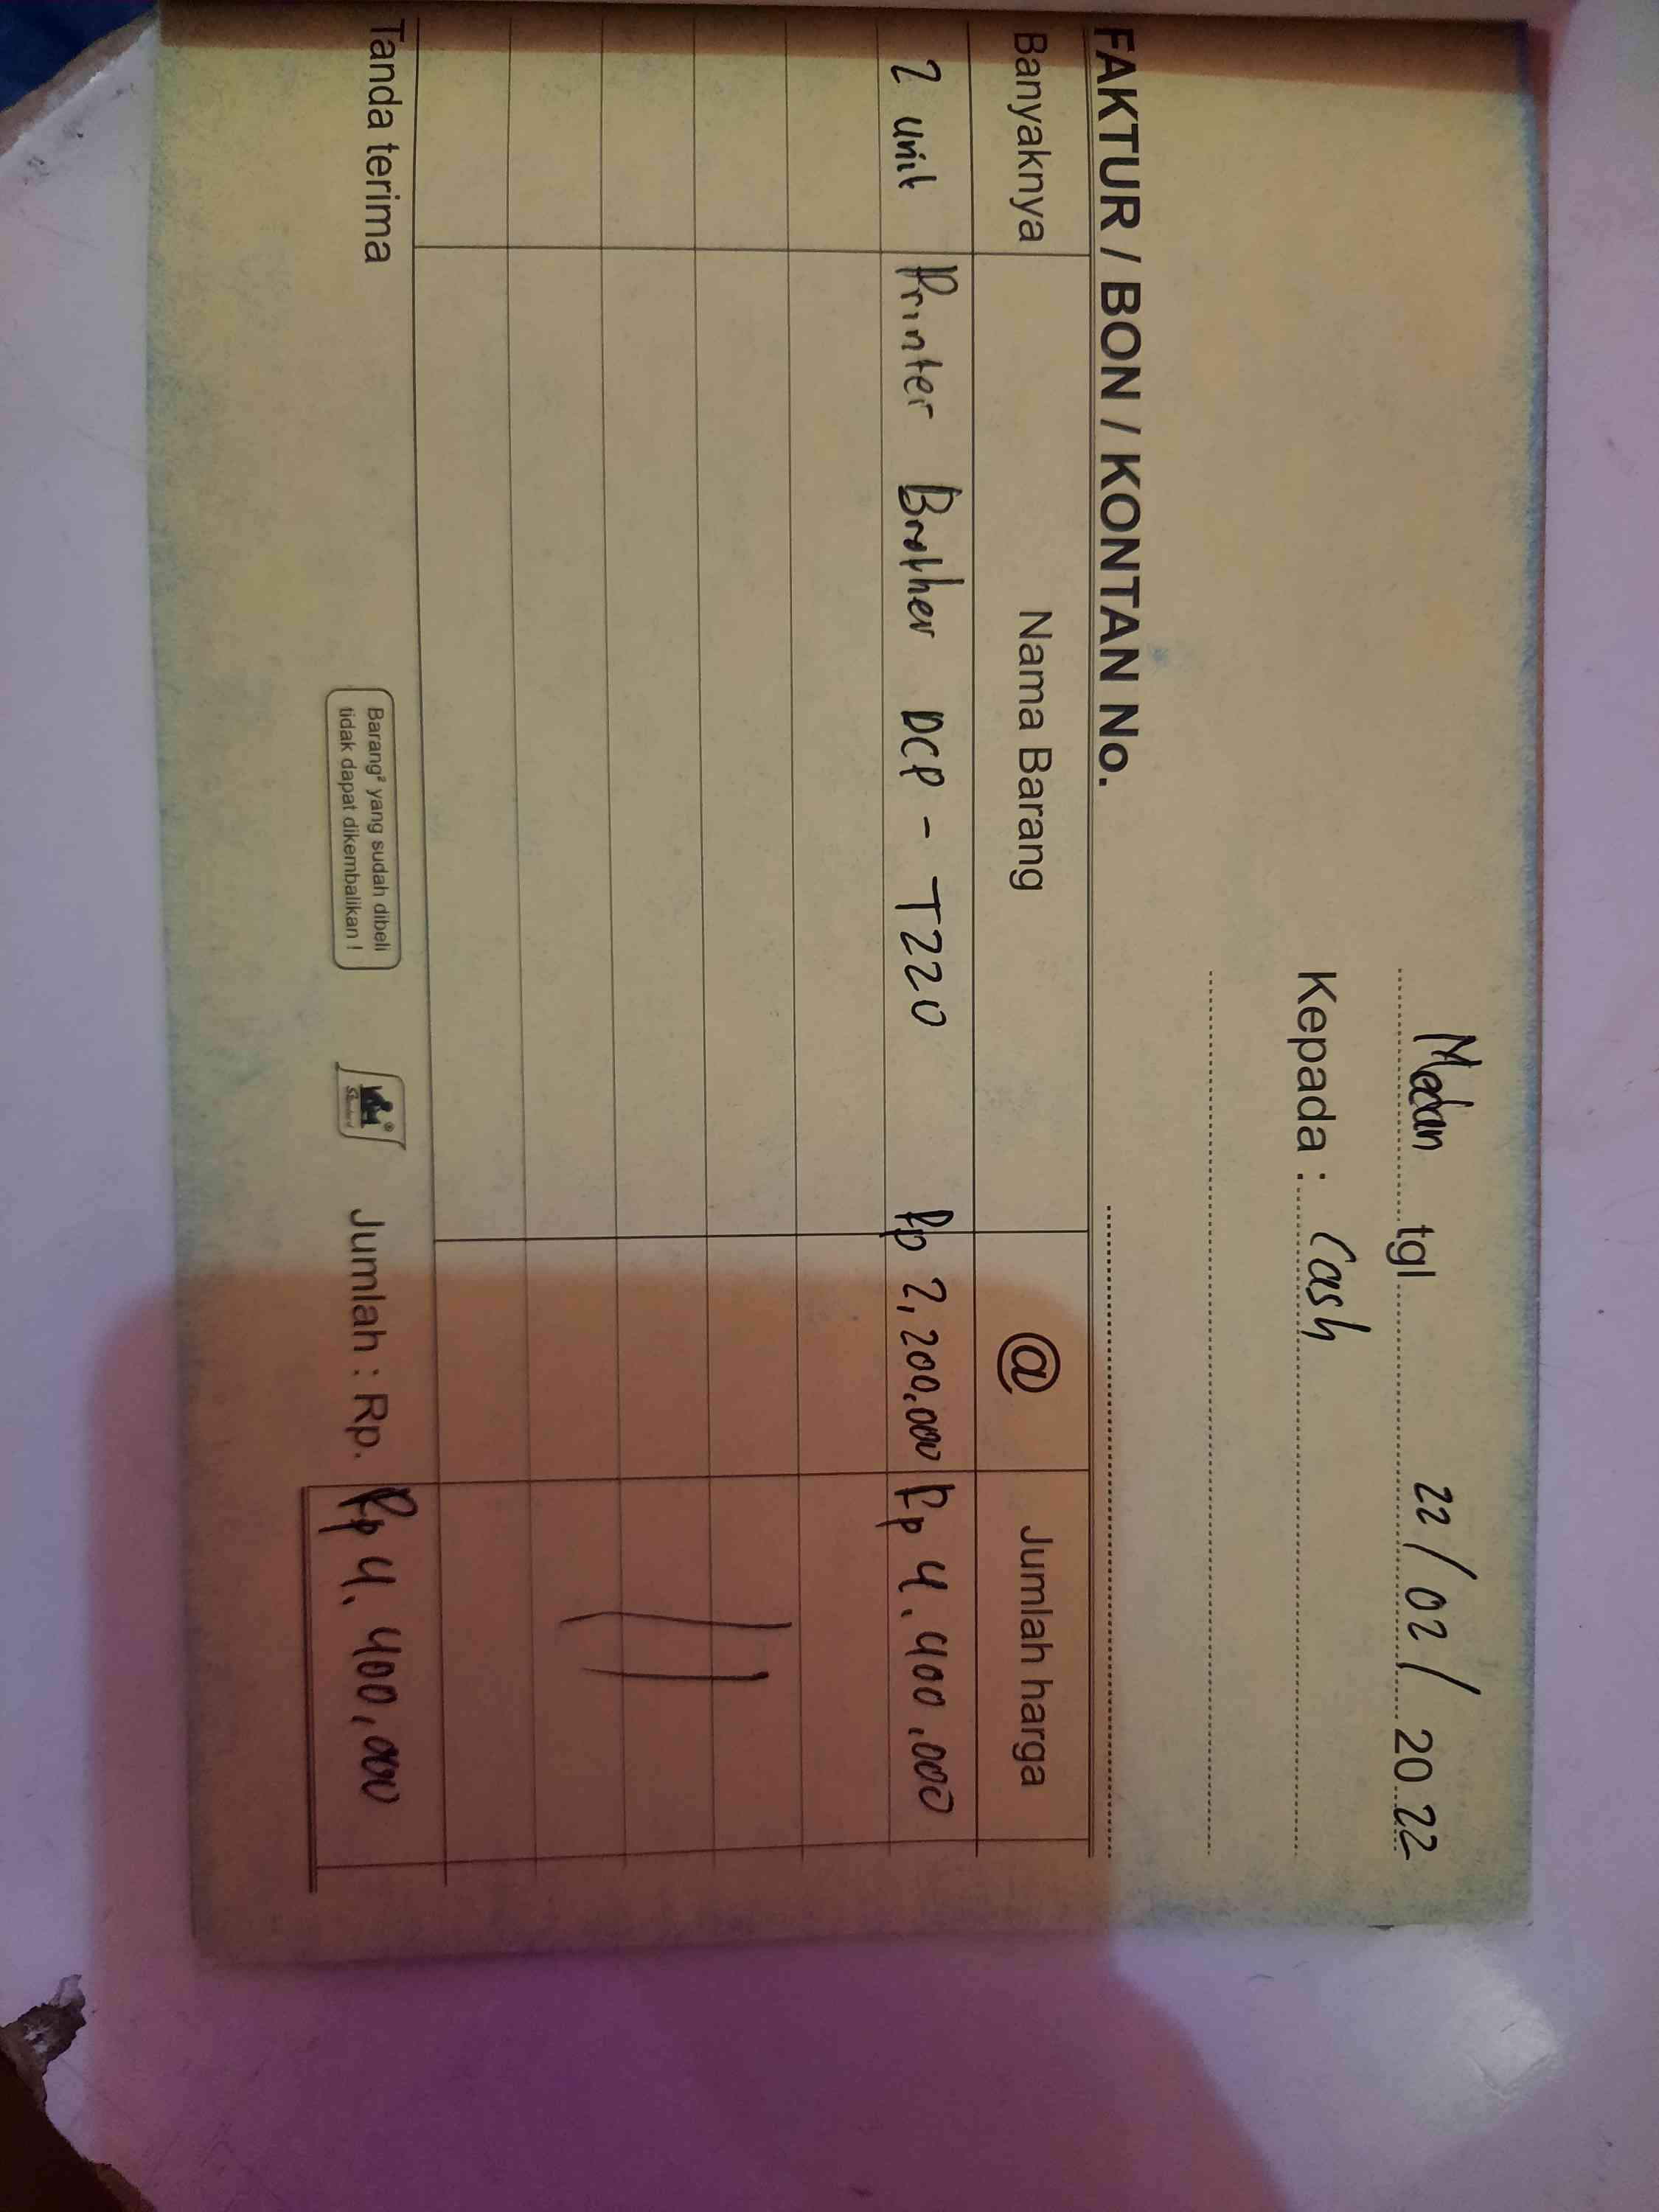 Medan tgl 22/02/2022
Kepada : Cash
FAKTUR / BON / KONTAN No.
Banyaknya Nama Barang @ Jumlah harga
2 unit Printer Brother DCP - T220 Rp 2,200.000 Rp 4.400.000
Tanda terima
Barang² yang sudah dibeli
tidak dapat dikembalikan !
Jumlah : Rp. Rp 4.400,000